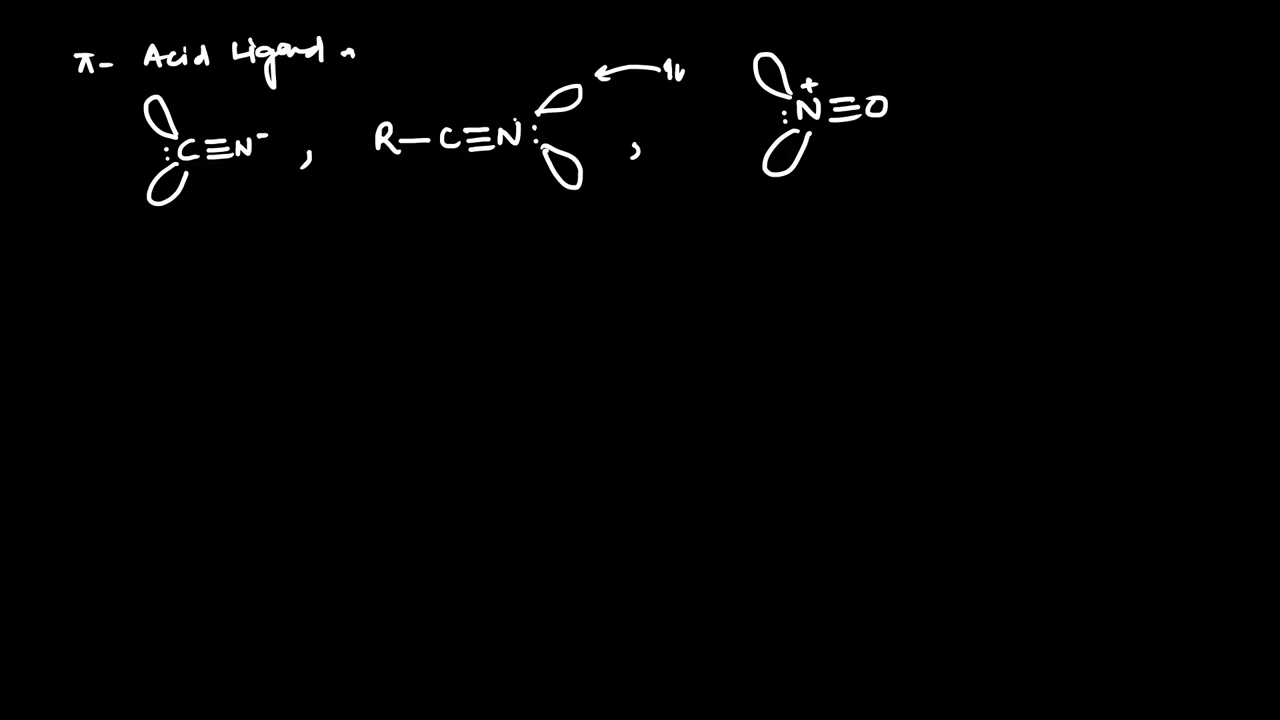 π- Acid Ligand
:C≡N⁻ , R—C≡N: , :N⁺≡O